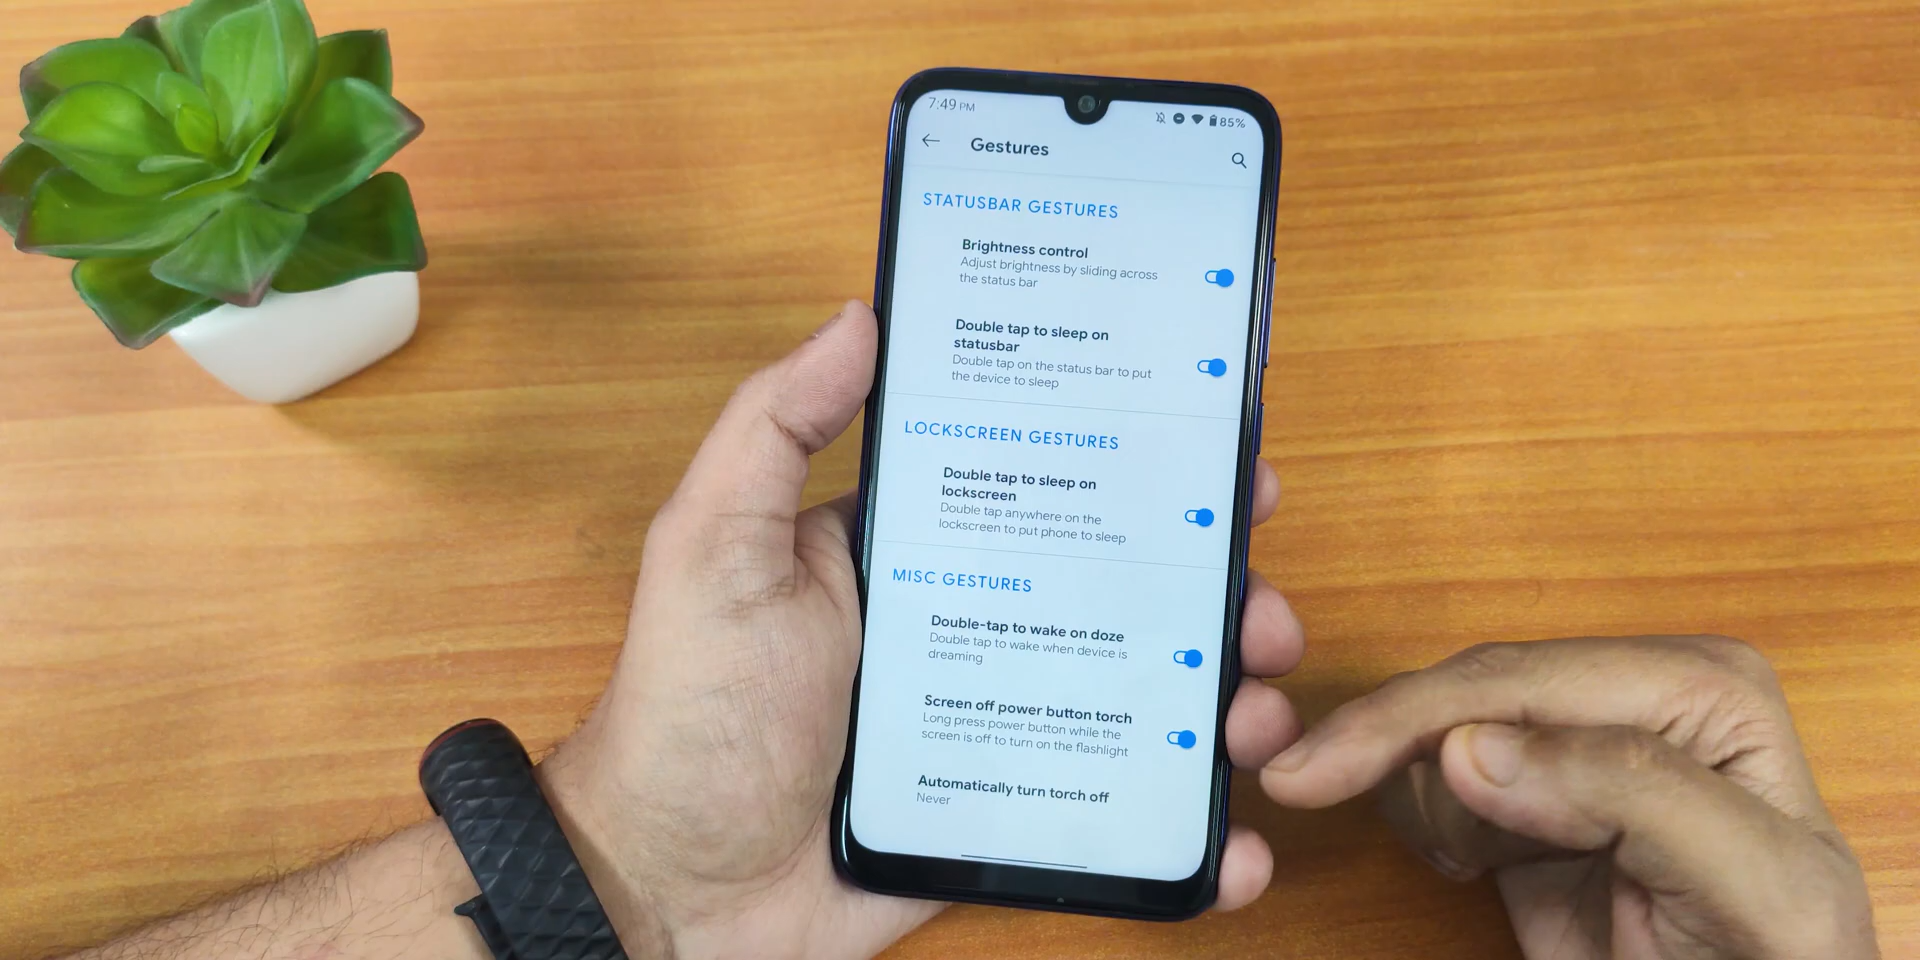 7:49 PM
85%
Gestures
STATUSBAR GESTURES
Brightness control
Adjust brightness by sliding across
the status bar
Double tap to sleep on
statusbar
Double tap on the status bar to put
the device to sleep
LOCKSCREEN GESTURES
Double tap to sleep on
lockscreen
Double tap anywhere on the
lockscreen to put phone to sleep
MISC GESTURES
Double-tap to wake on doze
Double tap to wake when device is
dreaming
Screen off power button torch
Long press power button while the
screen is off to turn on the flashlight
Automatically turn torch off
Never